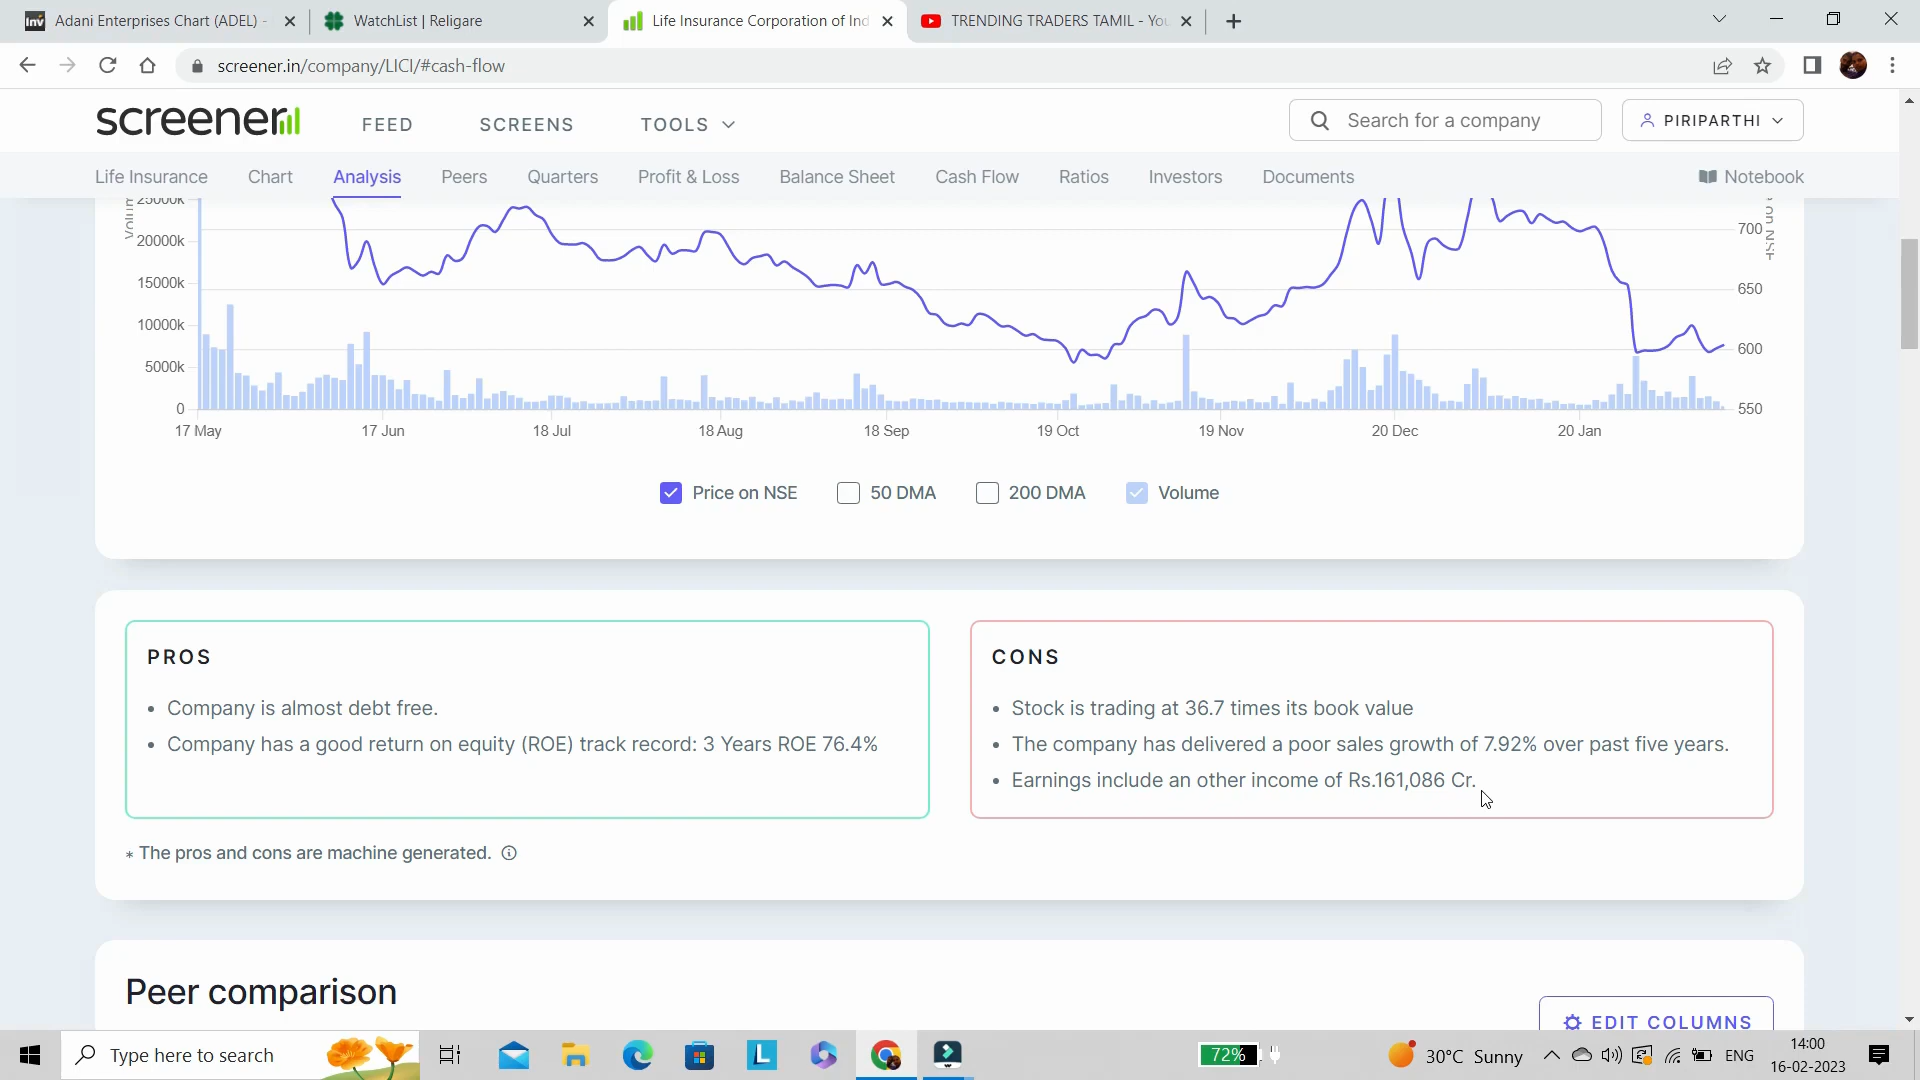 Adani Enterprises Chart (ADEL) -
WatchList | Religare
Life Insurance Corporation of Ind
TRENDING TRADERS TAMIL - You
screener.in/company/LICI/#cash-flow
screener
FEED
SCREENS
TOOLS
Search for a company
PIRIPARTHI
Life Insurance
Chart
Analysis
Peers
Quarters
Profit & Loss
Balance Sheet
Cash Flow
Ratios
Investors
Documents
Notebook
25000k
20000k
15000k
10000k
5000k
0
700
650
600
550
17 May
17 Jun
18 Jul
18 Aug
18 Sep
19 Oct
19 Nov
20 Dec
20 Jan
Price on NSE
50 DMA
200 DMA
Volume
PROS
• Company is almost debt free.
• Company has a good return on equity (ROE) track record: 3 Years ROE 76.4%
CONS
• Stock is trading at 36.7 times its book value
• The company has delivered a poor sales growth of 7.92% over past five years.
• Earnings include an other income of Rs.161,086 Cr.
* The pros and cons are machine generated.
Peer comparison
EDIT COLUMNS
Type here to search
72%
30°C Sunny
ENG
14:00
16-02-2023